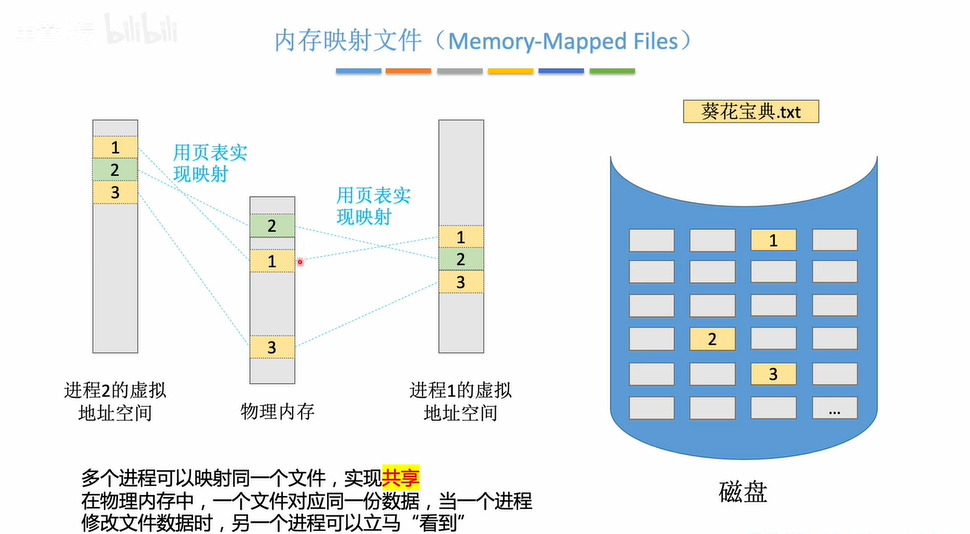 bilibili
内存映射文件（Memory-Mapped Files）
葵花宝典.txt
1
2
3
用页表实
现映射
2
1
3
用页表实
现映射
1
2
3
1
2
3
...
进程2的虚拟
地址空间
物理内存
进程1的虚拟
地址空间
磁盘
多个进程可以映射同一个文件，实现共享
在物理内存中，一个文件对应同一份数据，当一个进程
修改文件数据时，另一个进程可以立马“看到”